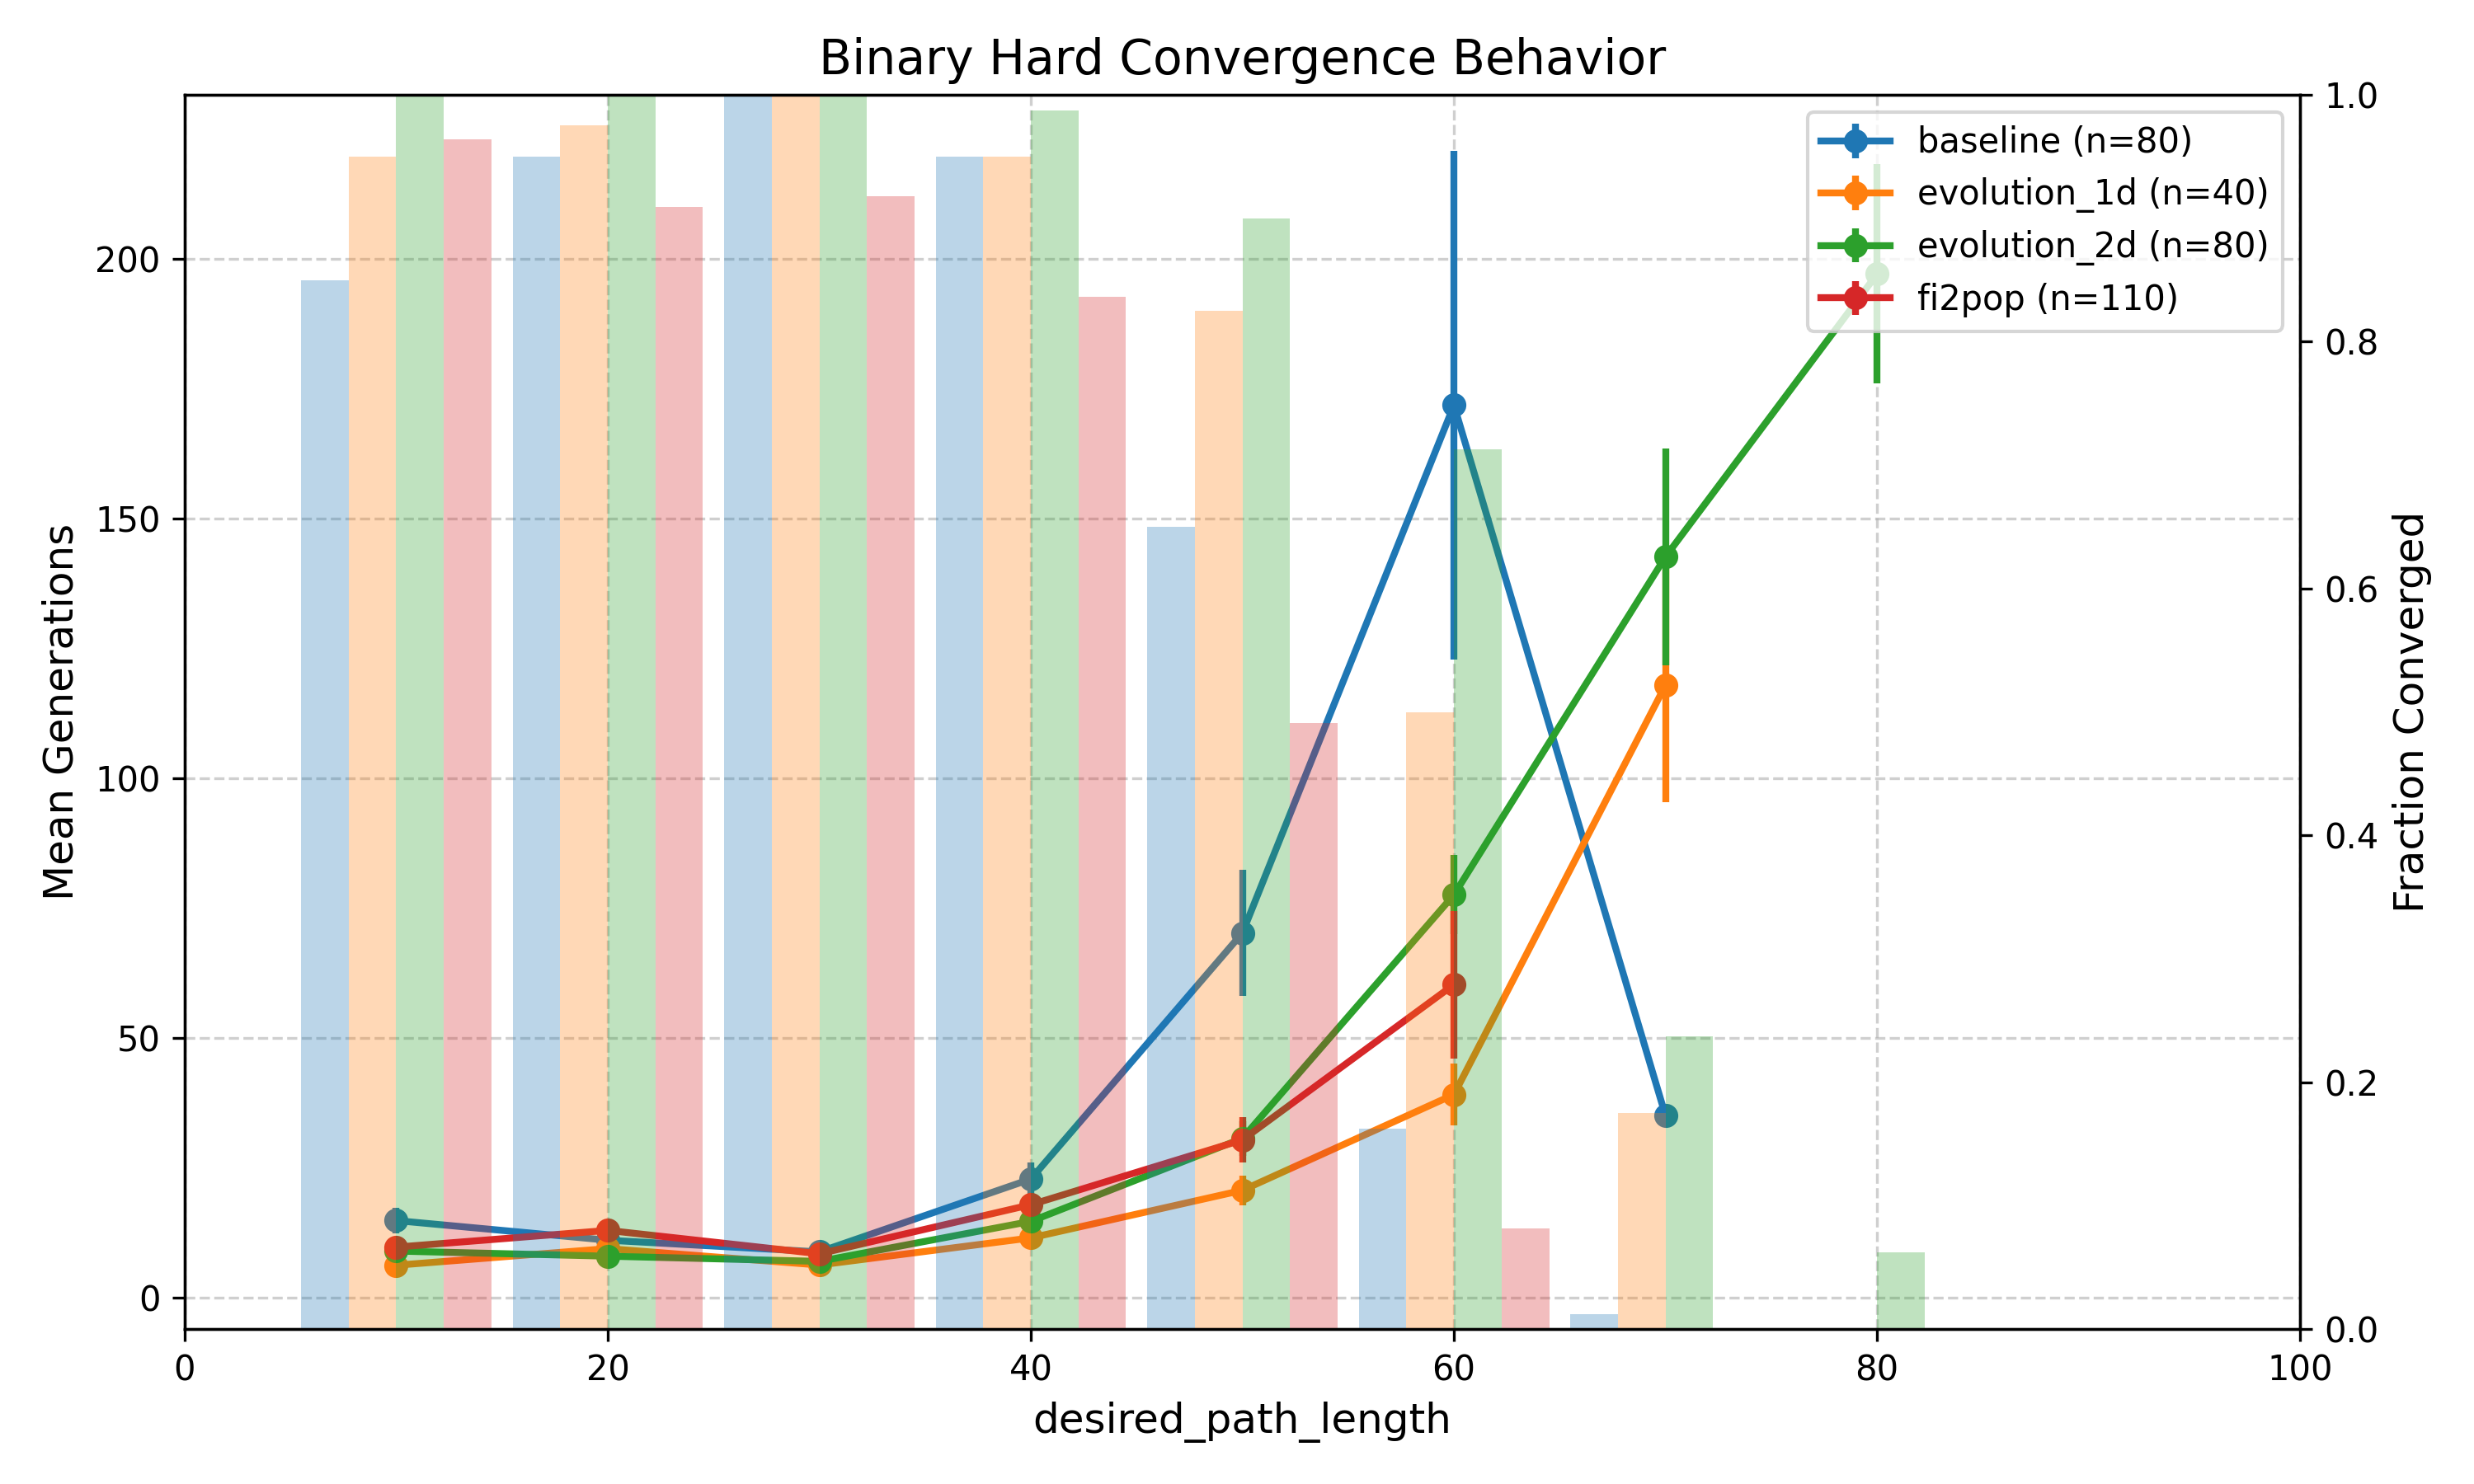 Binary Hard Convergence Behavior
Mean Generations
200
150
100
50
0
baseline (n=80)
evolution_1d (n=40)
evolution_2d (n=80)
fi2pop (n=110)
1.0
0.8
0.6
0.4
0.2
0.0
Fraction Converged
0
20
40
60
80
100
desired_path_length